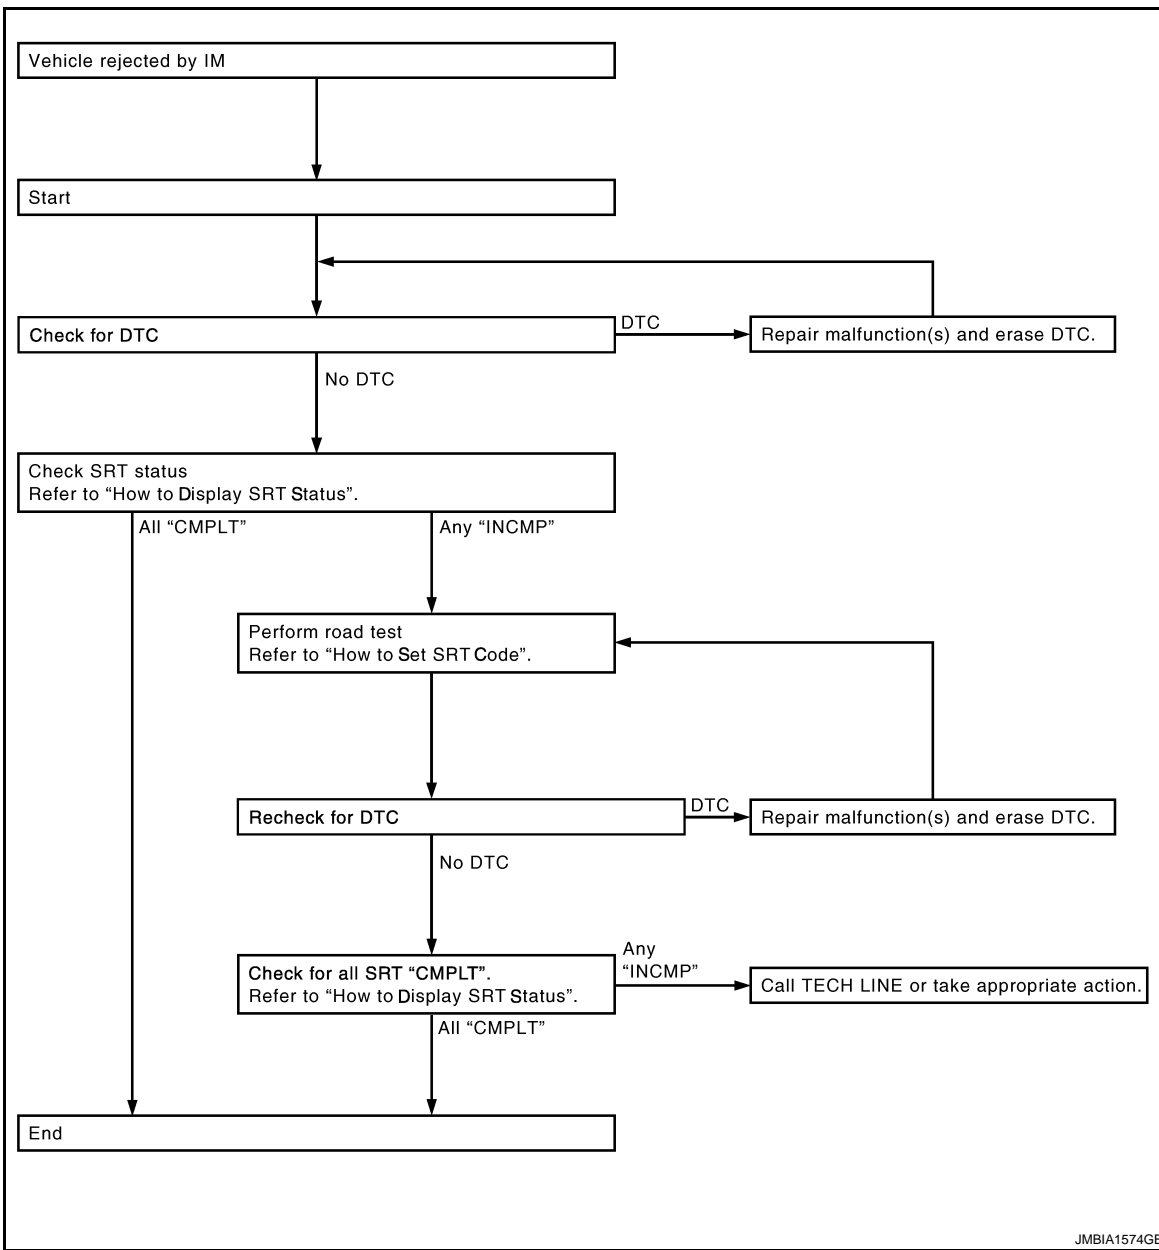 Vehicle rejected by IM
Start
Check for DTC
DTC
Repair malfunction(s) and erase DTC.
No DTC
Check SRT status
Refer to “How to Display SRT Status”.
All “CMPLT”
Any “INCMP”
Perform road test
Refer to “How to Set SRT Code”.
Recheck for DTC
DTC
Repair malfunction(s) and erase DTC.
No DTC
Check for all SRT “CMPLT”.
Refer to “How to Display SRT Status”.
Any
“INCMP”
Call TECH LINE or take appropriate action.
All “CMPLT”
End
JMBIA1574GB